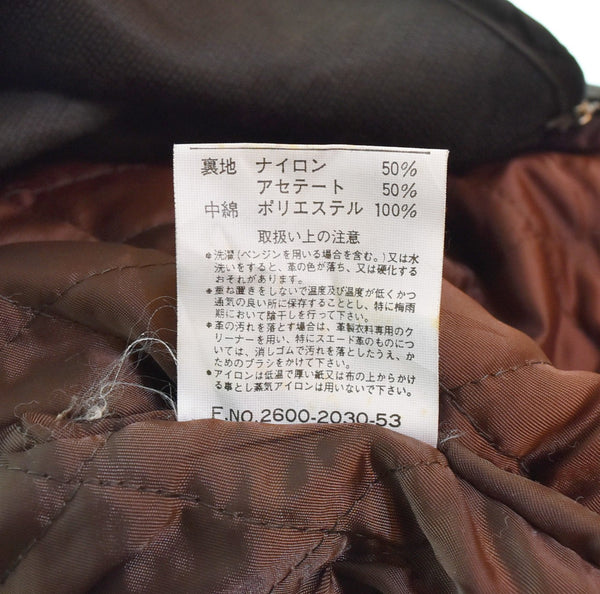 裏地 ナイロン 50%
アセテート 50%
中綿 ポリエステル 100%
取扱い上の注意
*洗濯(ベンジンを用いる場合を含む。)又は水
洗いをすると、革の色が落ち、又は硬化する
おそれがあります。
*重ね置きをしないで温度及び湿度が低くかつ
通気の良い所に保存することとし、特に梅雨
期において陰干しを行って下さい。
*革の汚れを落とす場合は、革製衣料専用のク
リーナーを用い、特にスエード革のものにつ
いては、消しゴムで汚れを落としたうえ、か
ためのブラシをかけて下さい。
*アイロンは低温で厚い紙又は布の上からかけ
る事とし蒸気アイロンは用いないで下さい。
F.NO.2600-2030-53